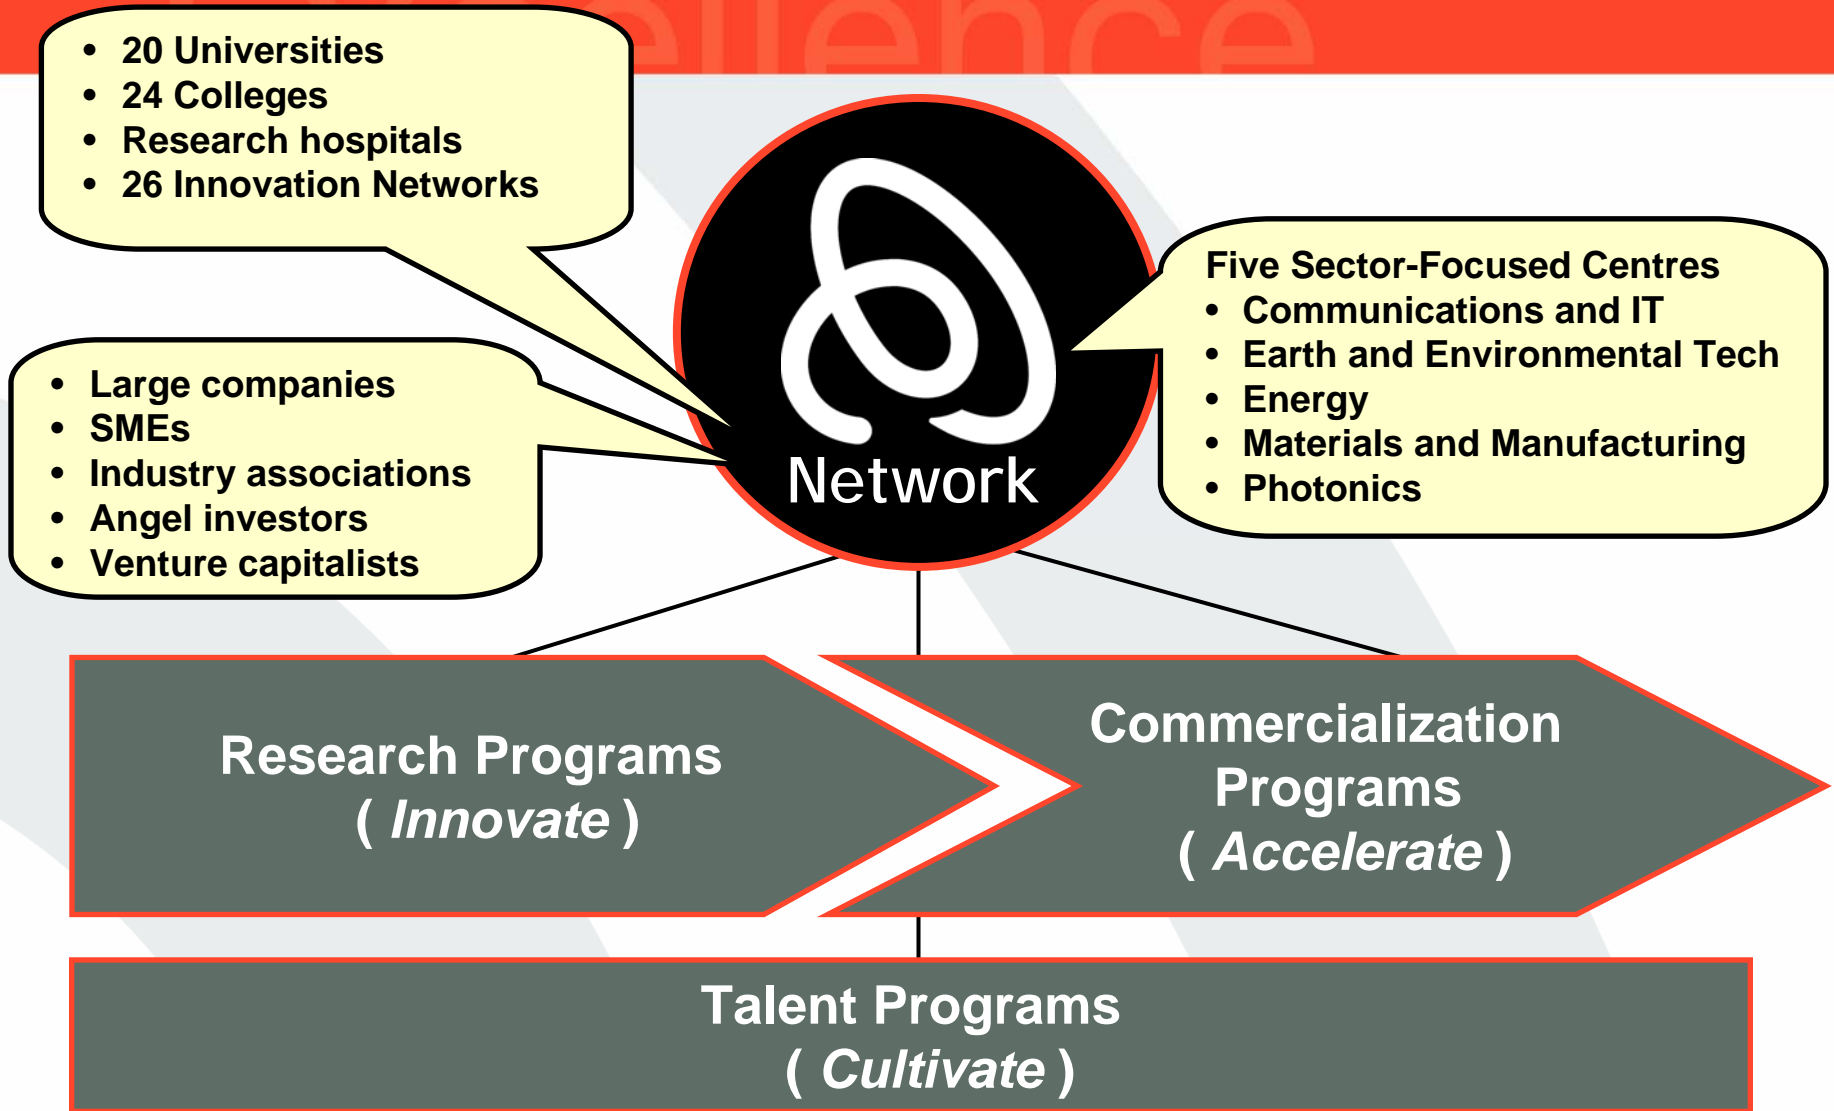 • 20 Universities
• 24 Colleges
• Research hospitals
• 26 Innovation Networks
• Large companies
• SMEs
• Industry associations
• Angel investors
• Venture capitalists
Network
Five Sector-Focused Centres
• Communications and IT
• Earth and Environmental Tech
• Energy
• Materials and Manufacturing
• Photonics
Research Programs
( Innovate )
Commercialization
Programs
( Accelerate )
Talent Programs
( Cultivate )